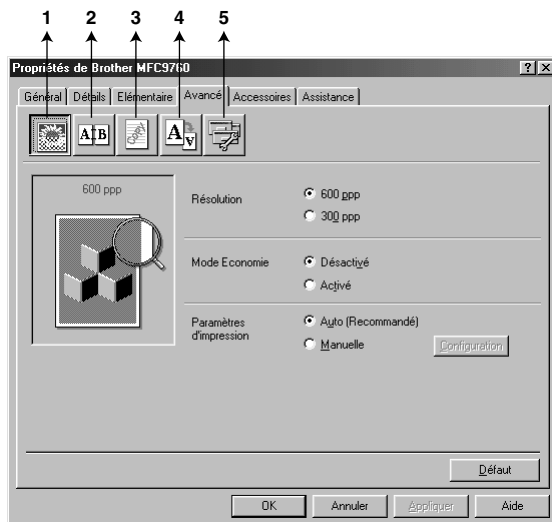 1 2 3 4 5
Propriétés de Brother MFC9760
Général Détails Elémentaire Avancé Accessoires Assistance
A B copy A A
600 ppp
Résolution
600 ppp
300 ppp
Mode Economie
Désactivé
Activé
Paramètres
d'impression
Auto (Recommandé)
Manuelle
Configuration
Défaut
OK Annuler Appliquer Aide